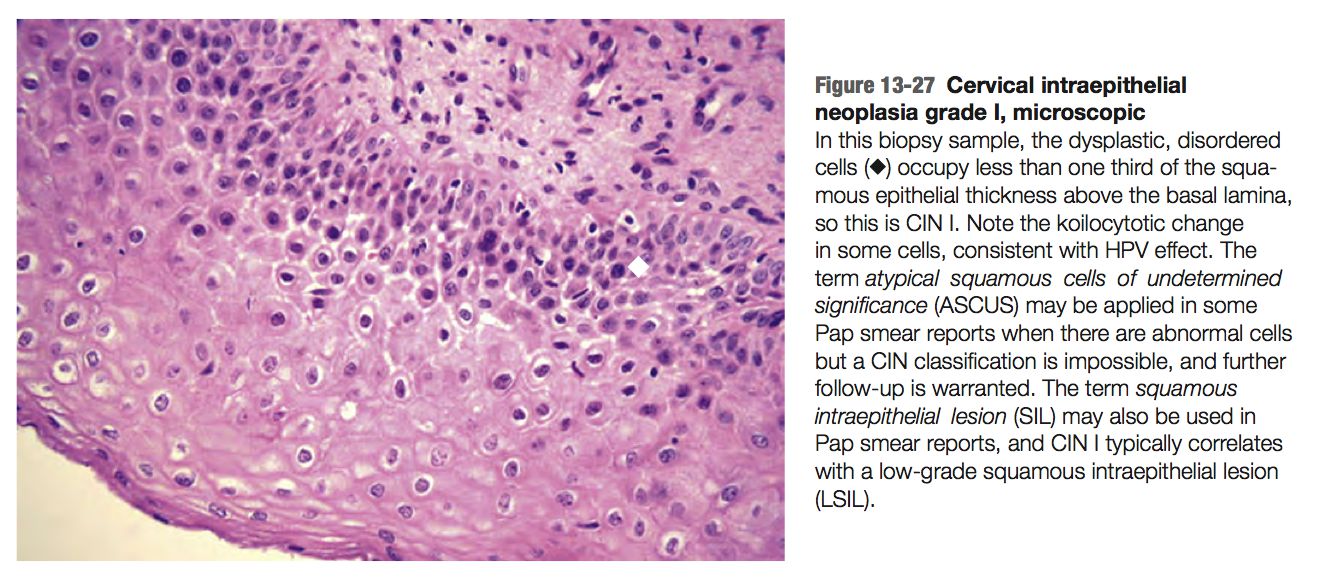 Figure 13-27 Cervical intraepithelial
neoplasia grade I, microscopic
In this biopsy sample, the dysplastic, disordered
cells (◆) occupy less than one third of the squa-
mous epithelial thickness above the basal lamina,
so this is CIN I. Note the koilocytotic change
in some cells, consistent with HPV effect. The
term atypical squamous cells of undetermined
significance (ASCUS) may be applied in some
Pap smear reports when there are abnormal cells
but a CIN classification is impossible, and further
follow-up is warranted. The term squamous
intraepithelial lesion (SIL) may also be used in
Pap smear reports, and CIN I typically correlates
with a low-grade squamous intraepithelial lesion
(LSIL).